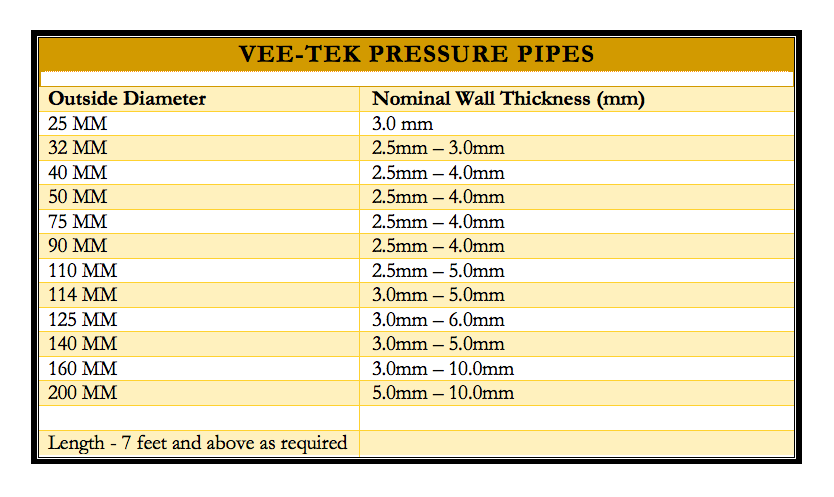 VEE-TEK PRESSURE PIPES
Outside Diameter Nominal Wall Thickness (mm)
25 MM 3.0 mm
32 MM 2.5mm – 3.0mm
40 MM 2.5mm – 4.0mm
50 MM 2.5mm – 4.0mm
75 MM 2.5mm – 4.0mm
90 MM 2.5mm – 4.0mm
110 MM 2.5mm – 5.0mm
114 MM 3.0mm – 5.0mm
125 MM 3.0mm – 6.0mm
140 MM 3.0mm – 5.0mm
160 MM 3.0mm – 10.0mm
200 MM 5.0mm – 10.0mm
Length - 7 feet and above as required